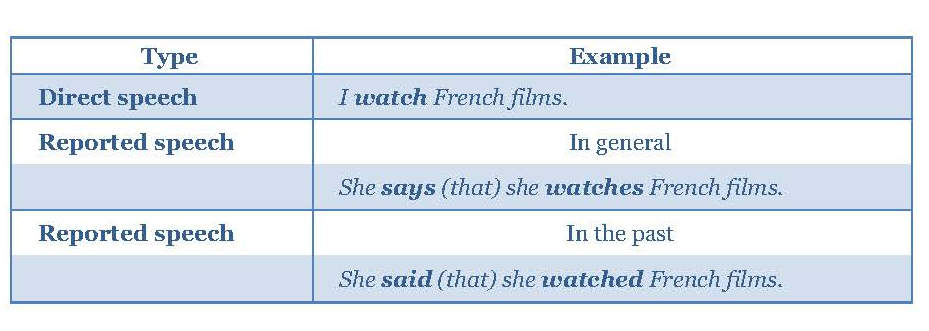 Type Example
Direct speech I watch French films.
Reported speech In general
She says (that) she watches French films.
Reported speech In the past
She said (that) she watched French films.